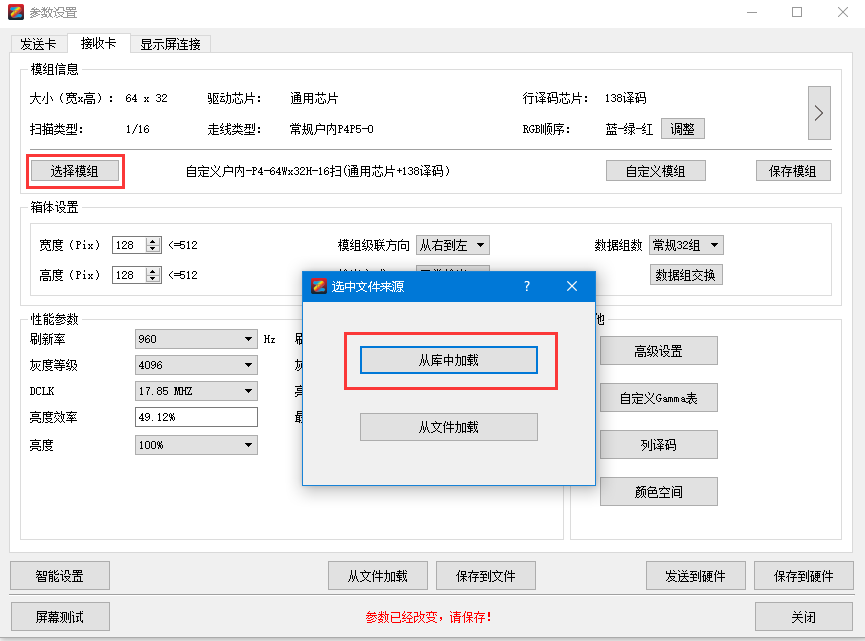 参数设置
发送卡 接收卡 显示屏连接
模组信息
大小（宽x高）: 64 x 32 驱动芯片: 通用芯片 行译码芯片: 138译码
扫描类型: 1/16 走线类型: 常规户内P4P5-0 RGB顺序: 蓝-绿-红 调整
选择模组 自定义户内-P4-64Wx32H-16扫(通用芯片+138译码) 自定义模组 保存模组
箱体设置
宽度（Pix） 128 <=512 模组级联方向 从右到左 数据组数 常规32组
高度（Pix） 128 <=512 数据组交换
选中文件来源 ?
从库中加载
从文件加载
性能参数
刷新率 960 Hz
灰度等级 4096
DCLK 17.85 MHZ
亮度效率 49.12%
亮度 100%
他
高级设置
自定义Gamma表
列译码
颜色空间
智能设置 从文件加载 保存到文件 发送到硬件 保存到硬件
屏幕测试 参数已经改变，请保存! 关闭